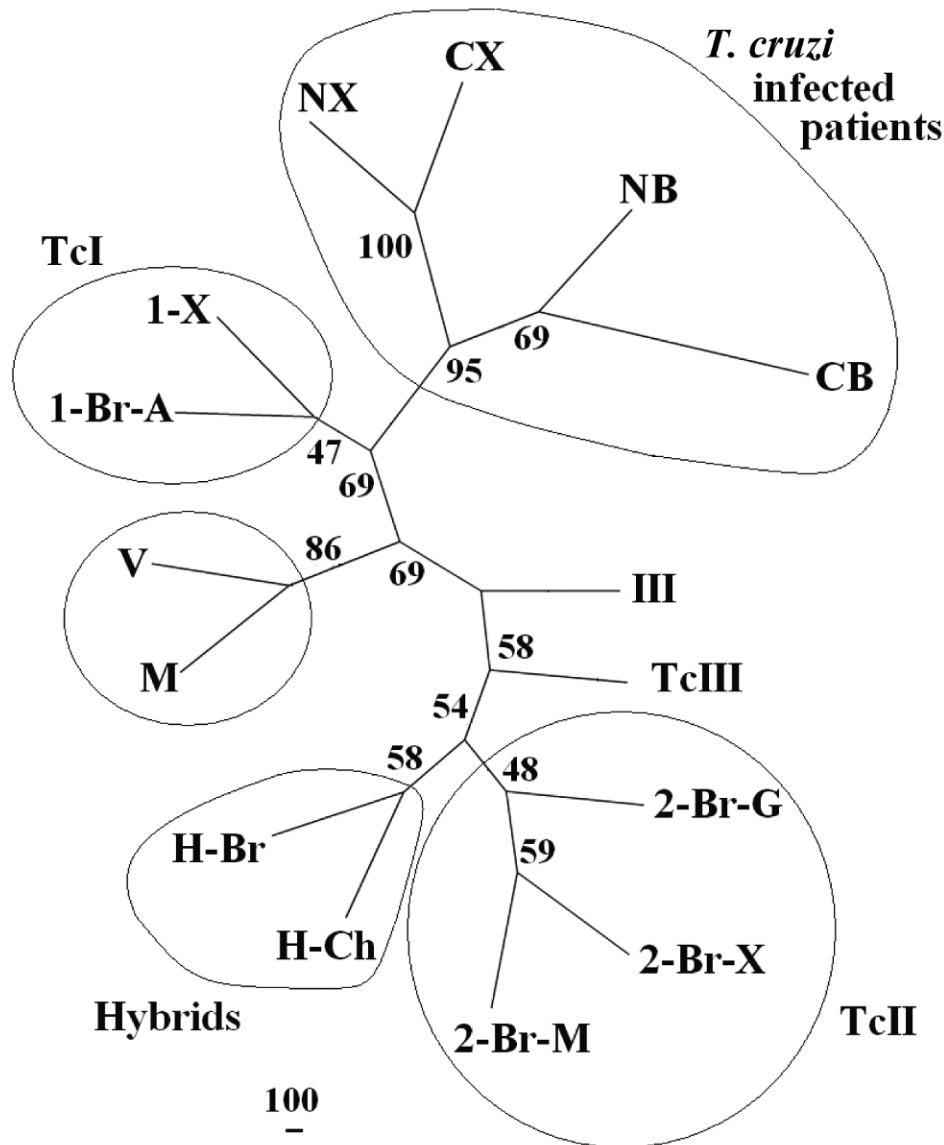 T. cruzi
infected
patients
CX
NX
NB
100
TcI
1-X
69
95
CB
1-Br-A
47
69
86
69
V
III
M
58
TcIII
54
58
48
2-Br-G
H-Br
59
H-Ch
2-Br-X
Hybrids
2-Br-M
TcII
100